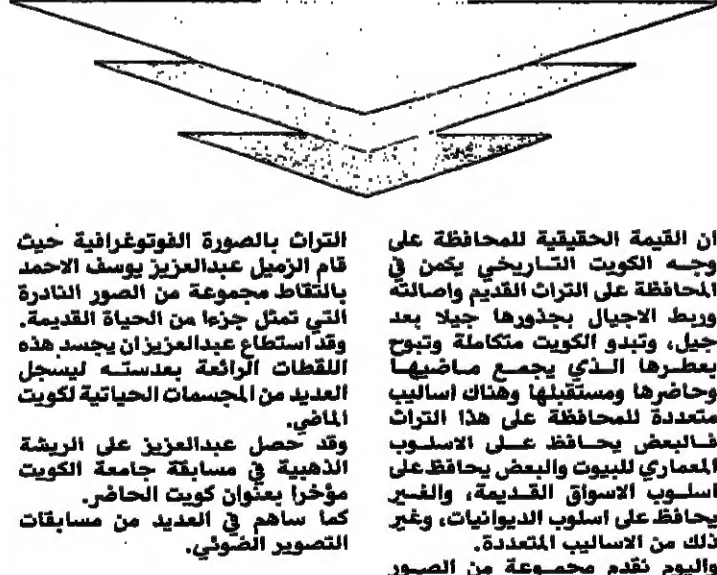 ان القيمة الحقيقية للمحافظة على
وجه الكويت التاريخي يكمن في
المحافظة على التراث القديم واصالته
وربط الاجيال بجذورها جيلا بعد
جيل، وتبدو الكويت متكاملة وتبوح
بعطرها الذي يجمع ماضيها
وحاضرها ومستقبلها وهناك اساليب
متعددة للمحافظة على هذا التراث
فالبعض يحافظ على الاسلوب
المعماري للبيوت والبعض يحافظ على
اسلوب الاسواق القديمة، والغير
يحافظ على اسلوب الديوانيات، وغير
ذلك من الاساليب المتعددة.
واليوم نقدم مجموعة من الصور
التراث بالصورة الفوتوغرافية حيث
قام الزميل عبدالعزيز يوسف الاحمد
بالتقاط مجموعة من الصور النادرة
التي تمثل جزءا من الحياة القديمة.
وقد استطاع عبدالعزيز ان يجسد هذه
اللقطات الرائعة بعدسته ليسجل
العديد من المجسمات الحياتية لكويت
الماضي.
وقد حصل عبدالعزيز على الريشة
الذهبية في مسابقة جامعة الكويت
مؤخرا بعنوان كويت الحاضر.
كما ساهم في العديد من مسابقات
التصوير الضوئي.